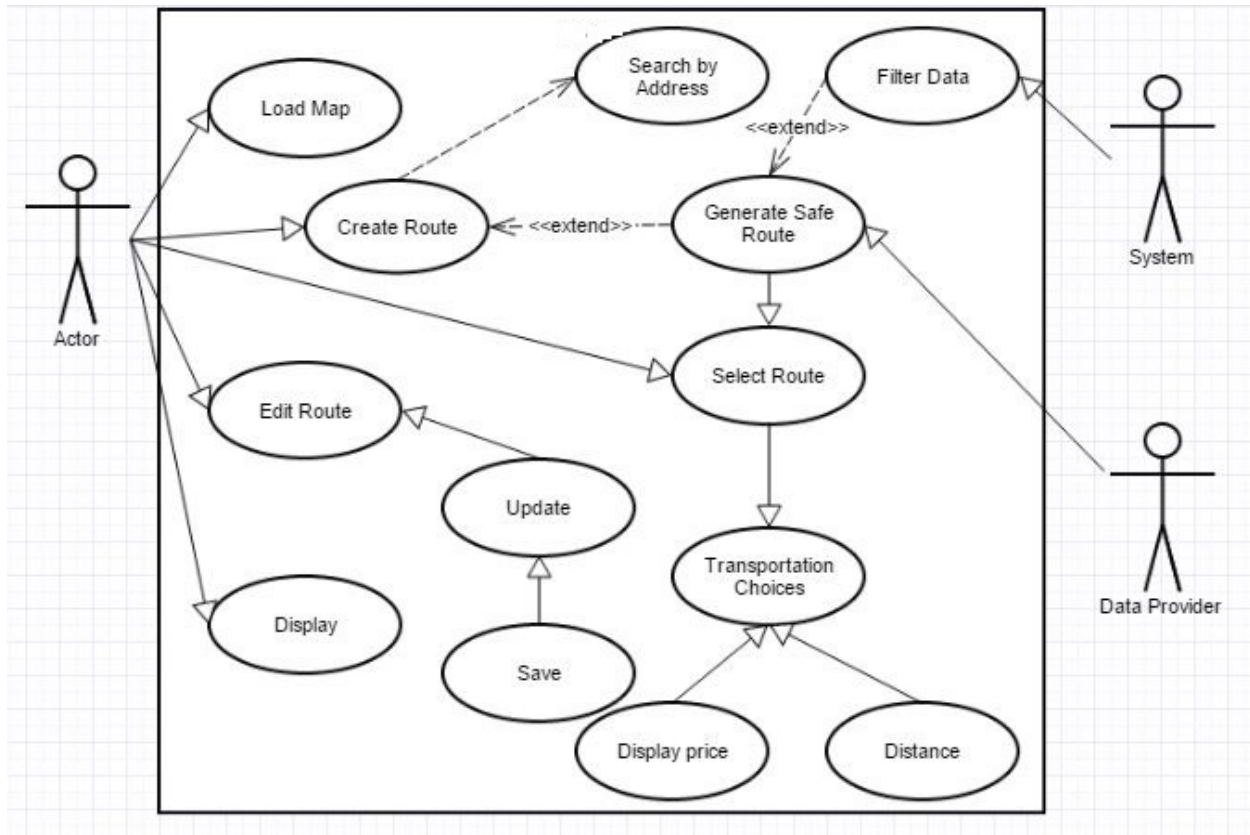 Search by
Address
Filter Data
Load Map
<<extend>>
Create Route
<<extend>>
Generate Safe
Route
System
Actor
Select Route
Edit Route
Update
Transportation
Choices
Data Provider
Display
Save
Display price
Distance